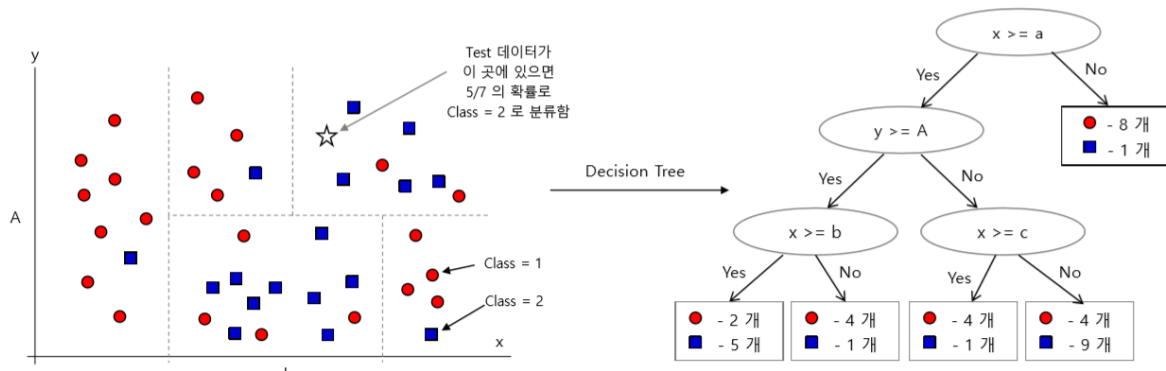 y
Test 데이터가
이 곳에 있으면
5/7 의 확률로
Class = 2 로 분류함
A
Class = 1
Class = 2
x
Decision Tree
x >= a
Yes
No
- 8 개
- 1 개
y >= A
Yes
No
x >= b
x >= c
Yes
No
Yes
No
- 2 개
- 5 개
- 4 개
- 1 개
- 4 개
- 1 개
- 4 개
- 9 개